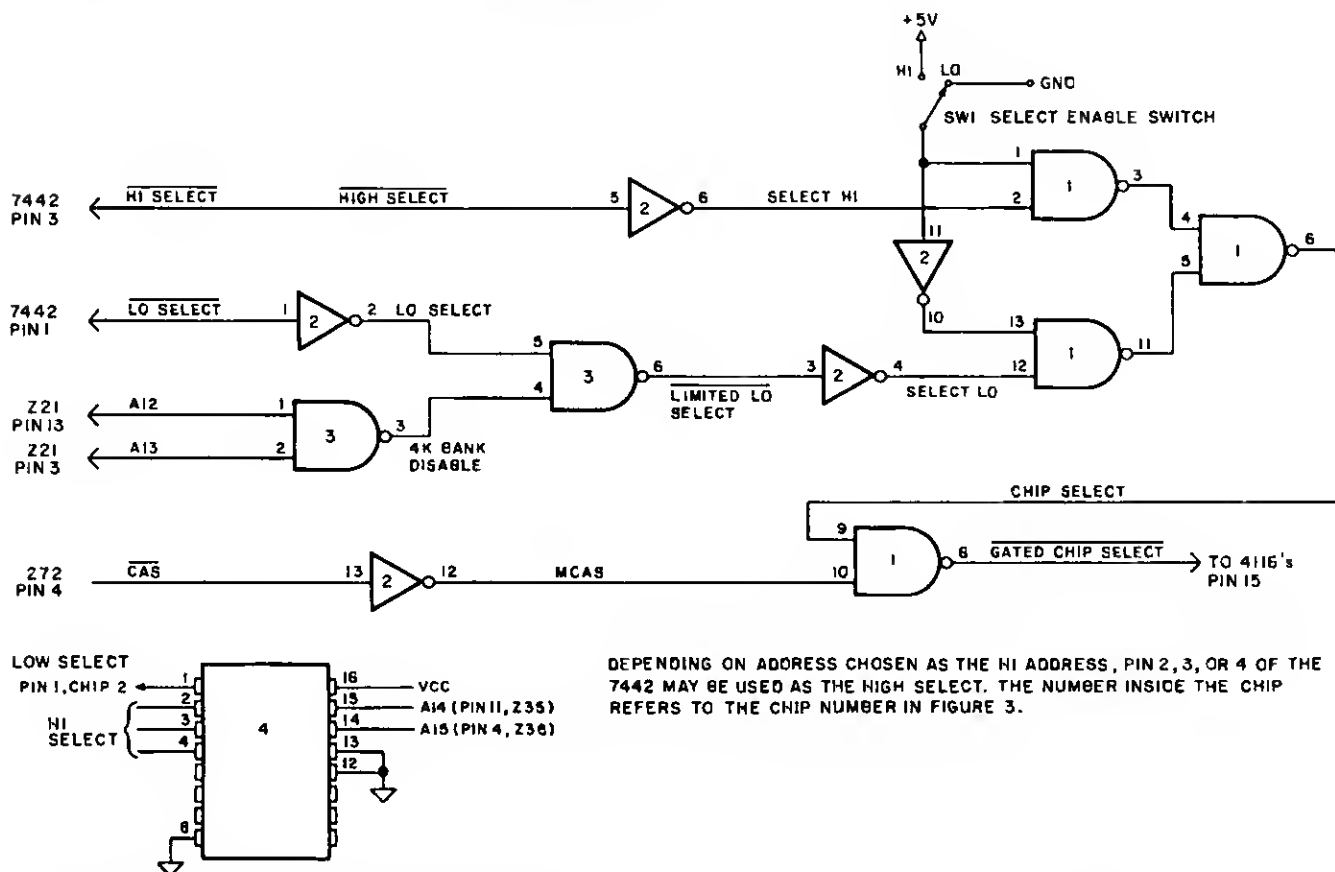 +5V
HI
LO
GND
SW1 SELECT ENABLE SWITCH
7442
PIN 3
HI SELECT
HIGH SELECT
5
2
6
SELECT HI
1
2
1
3
11
2
10
4
5
1
6
7442
PIN 1
LO SELECT
1
2
2
LO SELECT
5
4
3
6
LIMITED LO
SELECT
3
2
4
SELECT LO
13
12
1
11
Z21
PIN 13
A12
1
Z21
PIN 3
A13
2
3
3
4K BANK
DISABLE
CHIP SELECT
272
PIN 4
CAS
13
2
12
MCAS
9
10
1
8
GATED CHIP SELECT
TO 4116's
PIN 15
LOW SELECT
PIN 1, CHIP 2
HI
SELECT
1
2
3
4
8
4
16
15
14
13
12
VCC
A14 (PIN 11, Z35)
A15 (PIN 4, Z38)
DEPENDING ON ADDRESS CHOSEN AS THE HI ADDRESS, PIN 2, 3, OR 4 OF THE
7442 MAY BE USED AS THE HIGH SELECT. THE NUMBER INSIDE THE CHIP
REFERS TO THE CHIP NUMBER IN FIGURE 3.